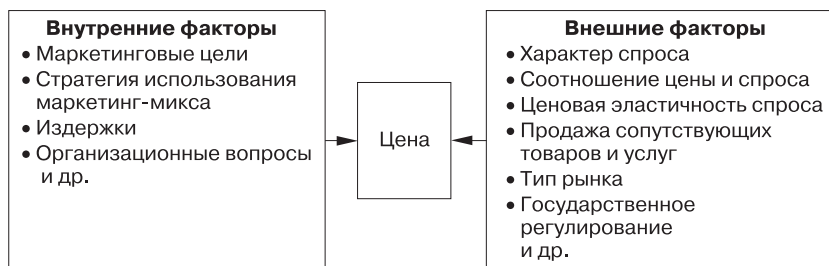 Внутренние факторы
• Маркетинговые цели
• Стратегия использования
маркетинг-микса
• Издержки
• Организационные вопросы
и др.
Цена
Внешние факторы
• Характер спроса
• Соотношение цены и спроса
• Ценовая эластичность спроса
• Продажа сопутствующих
товаров и услуг
• Тип рынка
• Государственное
регулирование
и др.